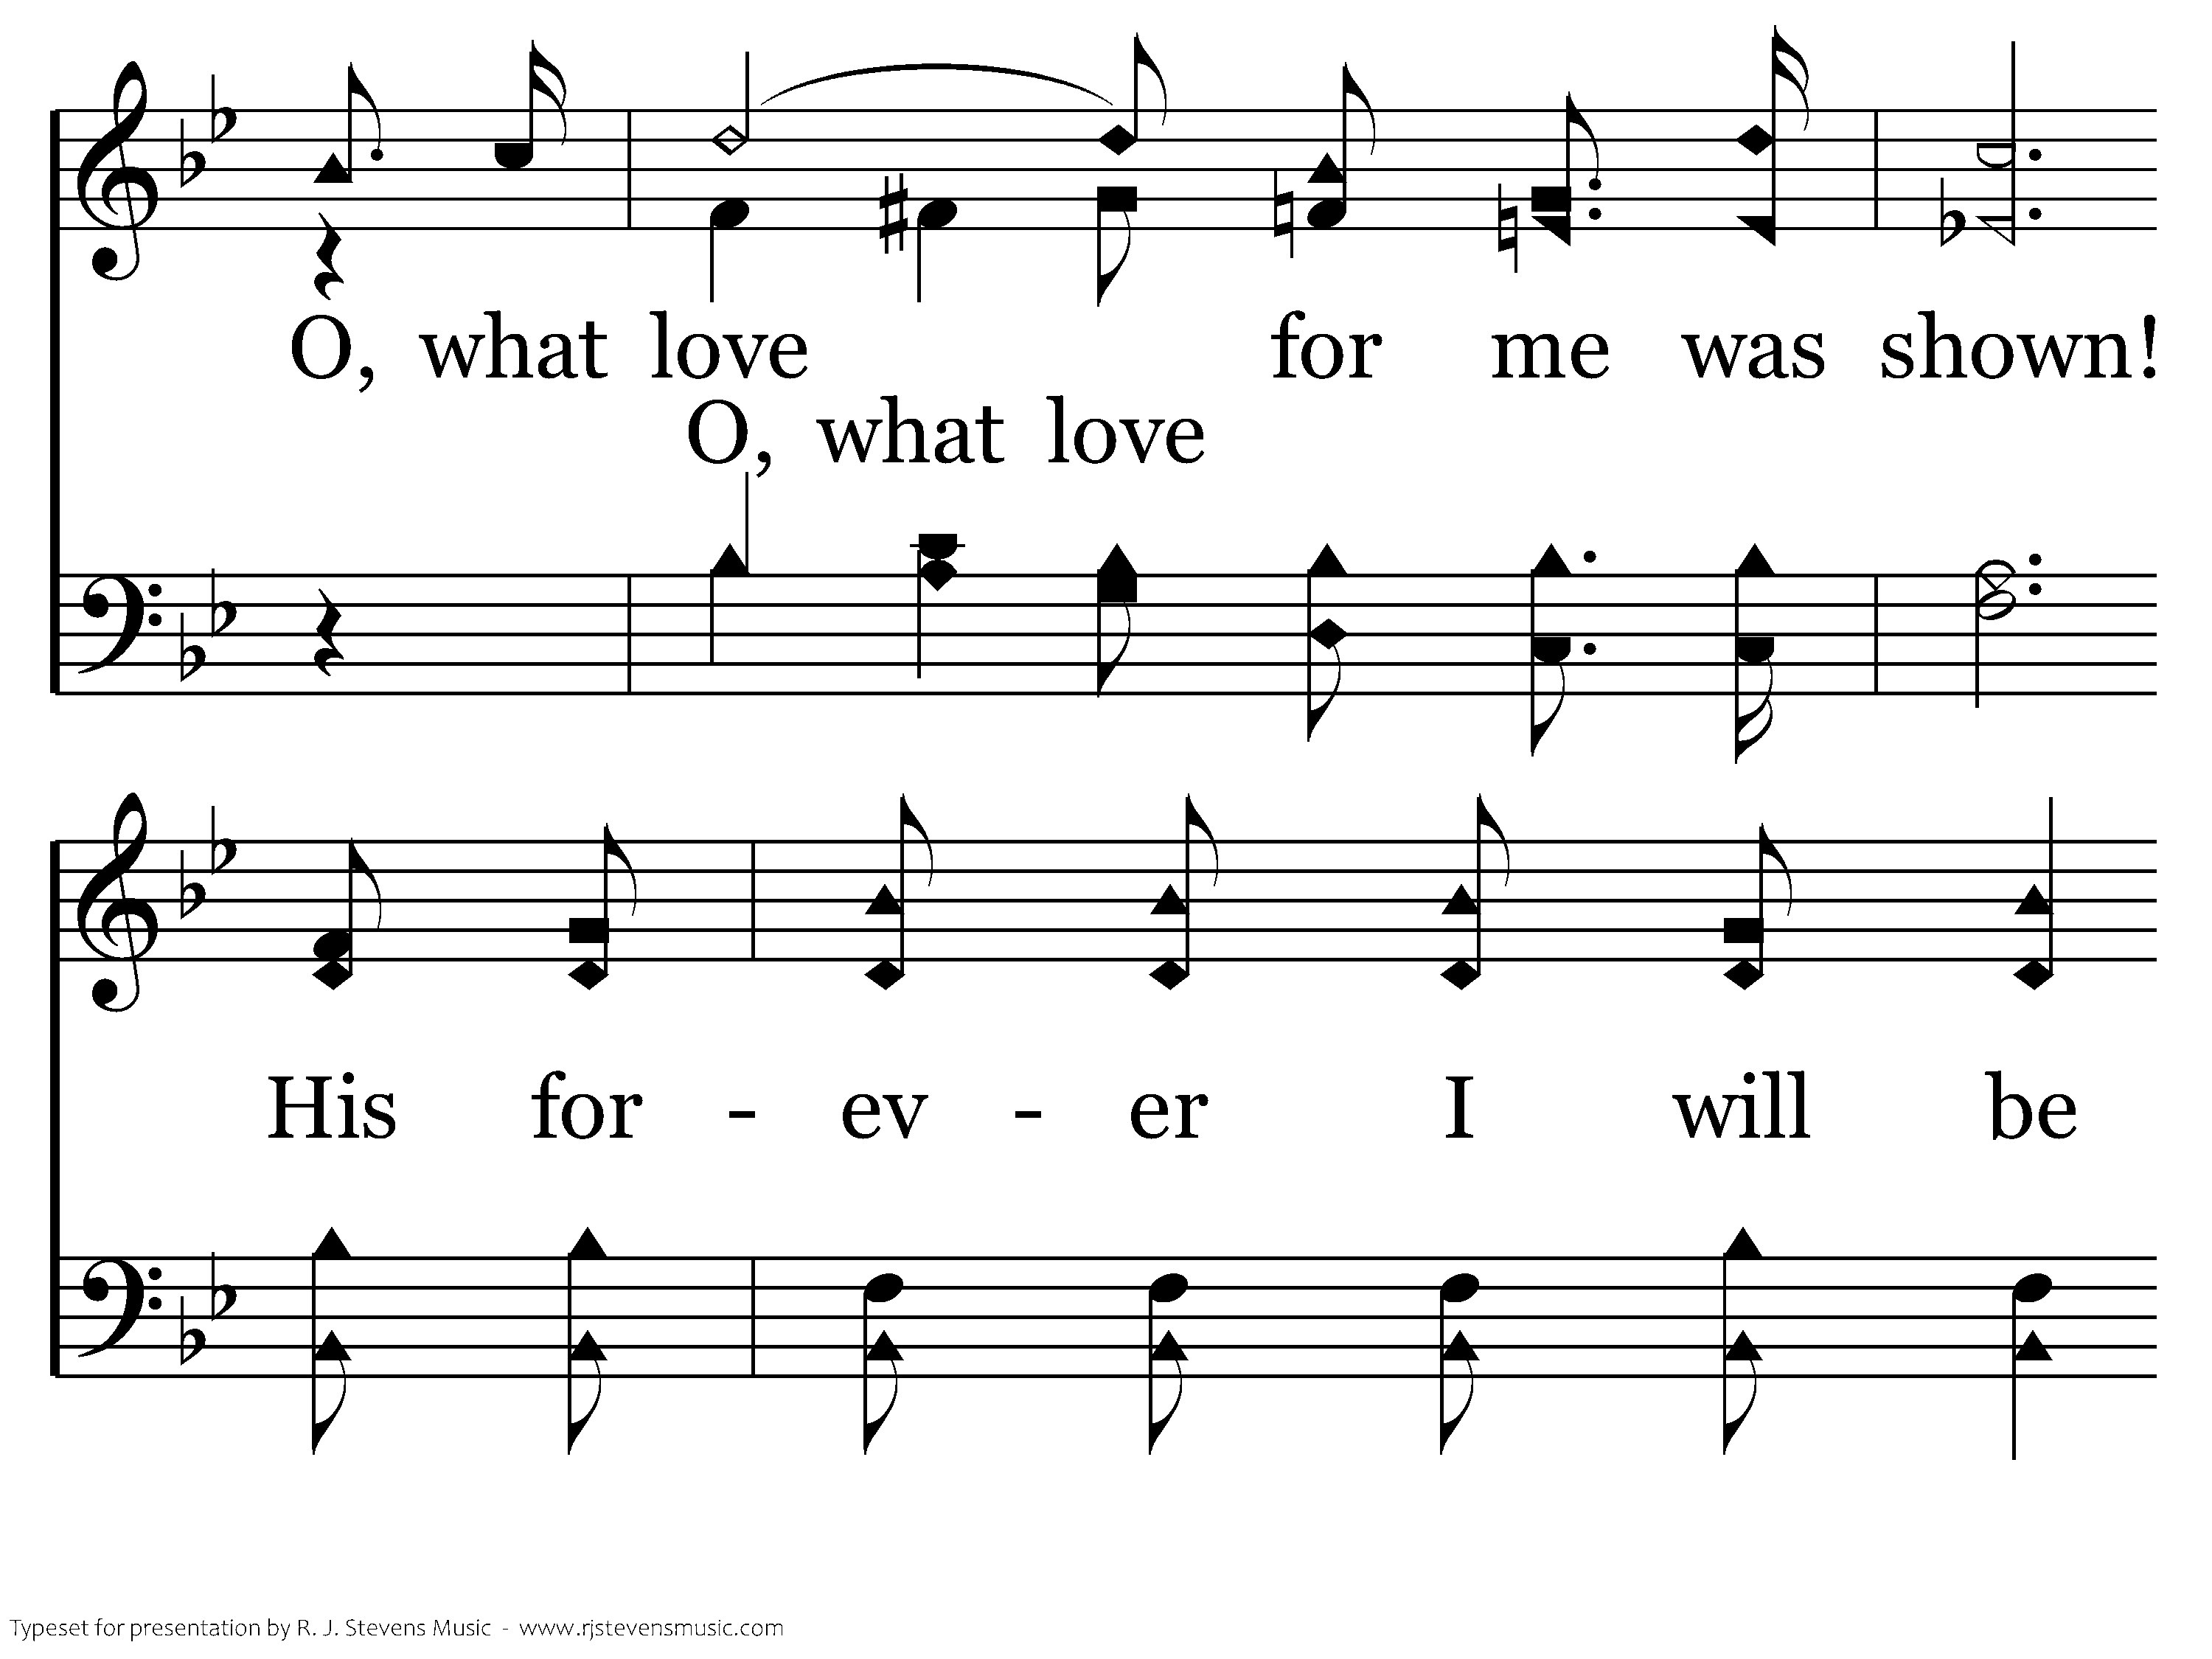 O, what love for me was shown!
O, what love
His for - ev - er I will be
Typeset for presentation by R. J. Stevens Music - www.rjstevensmusic.com